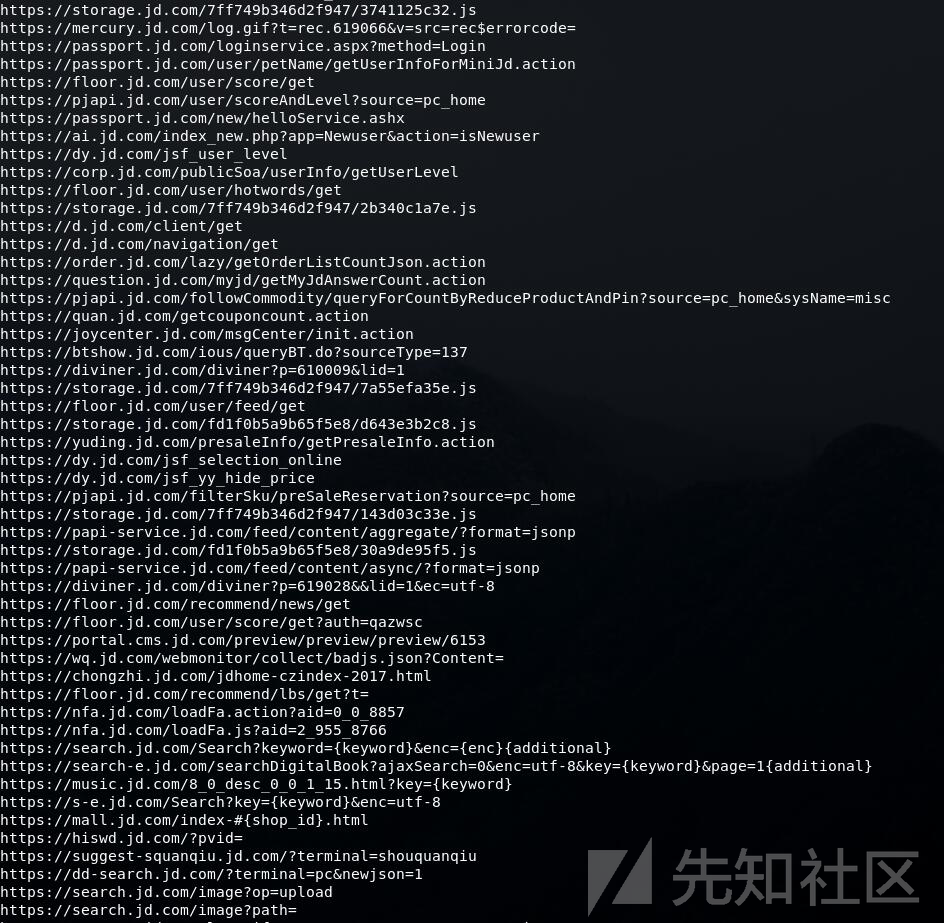 https://storage.jd.com/7ff749b346d2f947/3741125c32.js
https://mercury.jd.com/log.gif?t=rec.619066&v=src=rec$errorcode=
https://passport.jd.com/loginservice.aspx?method=Login
https://passport.jd.com/user/petName/getUserInfoForMiniJd.action
https://floor.jd.com/user/score/get
https://pjapi.jd.com/user/scoreAndLevel?source=pc_home
https://passport.jd.com/new/helloService.ashx
https://ai.jd.com/index_new.php?app=Newuser&action=isNewuser
https://dy.jd.com/jsf_user_level
https://corp.jd.com/publicSoa/userInfo/getUserLevel
https://floor.jd.com/user/hotwords/get
https://storage.jd.com/7ff749b346d2f947/2b340c1a7e.js
https://d.jd.com/client/get
https://d.jd.com/navigation/get
https://order.jd.com/lazy/getOrderListCountJson.action
https://question.jd.com/myjd/getMyJdAnswerCount.action
https://pjapi.jd.com/followCommodity/queryForCountByReduceProductAndPin?source=pc_home&sysName=misc
https://quan.jd.com/getcouponcount.action
https://joycenter.jd.com/msgCenter/init.action
https://btshow.jd.com/ious/queryBT.do?sourceType=137
https://diviner.jd.com/diviner?p=610009&lid=1
https://storage.jd.com/7ff749b346d2f947/7a55efa35e.js
https://floor.jd.com/user/feed/get
https://storage.jd.com/fd1f0b5a9b65f5e8/d643e3b2c8.js
https://yuding.jd.com/presaleInfo/getPresaleInfo.action
https://dy.jd.com/jsf_selection_online
https://dy.jd.com/jsf_yy_hide_price
https://pjapi.jd.com/filterSku/preSaleReservation?source=pc_home
https://storage.jd.com/7ff749b346d2f947/143d03c33e.js
https://papi-service.jd.com/feed/content/aggregate/?format=jsonp
https://storage.jd.com/fd1f0b5a9b65f5e8/30a9de95f5.js
https://papi-service.jd.com/feed/content/async/?format=jsonp
https://diviner.jd.com/diviner?p=619028&&lid=1&ec=utf-8
https://floor.jd.com/recommend/news/get
https://floor.jd.com/user/score/get?auth=qazwsc
https://portal.cms.jd.com/preview/preview/preview/6153
https://wq.jd.com/webmonitor/collect/badjs.json?Content=
https://chongzhi.jd.com/jdhome-czindex-2017.html
https://floor.jd.com/recommend/lbs/get?t=
https://nfa.jd.com/loadFa.action?aid=0_0_8857
https://nfa.jd.com/loadFa.js?aid=2_955_8766
https://search.jd.com/Search?keyword={keyword}&enc={enc}{additional}
https://search-e.jd.com/searchDigitalBook?ajaxSearch=0&enc=utf-8&key={keyword}&page=1{additional}
https://music.jd.com/8_0_desc_0_0_1_15.html?key={keyword}
https://s-e.jd.com/Search?key={keyword}&enc=utf-8
https://mall.jd.com/index-#{shop_id}.html
https://hiswd.jd.com/?pvid=
https://suggest-squanqiu.jd.com/?terminal=shouquanqiu
https://dd-search.jd.com/?terminal=pc&newjson=1
https://search.jd.com/image?op=upload
https://search.jd.com/image?path=
先知社区